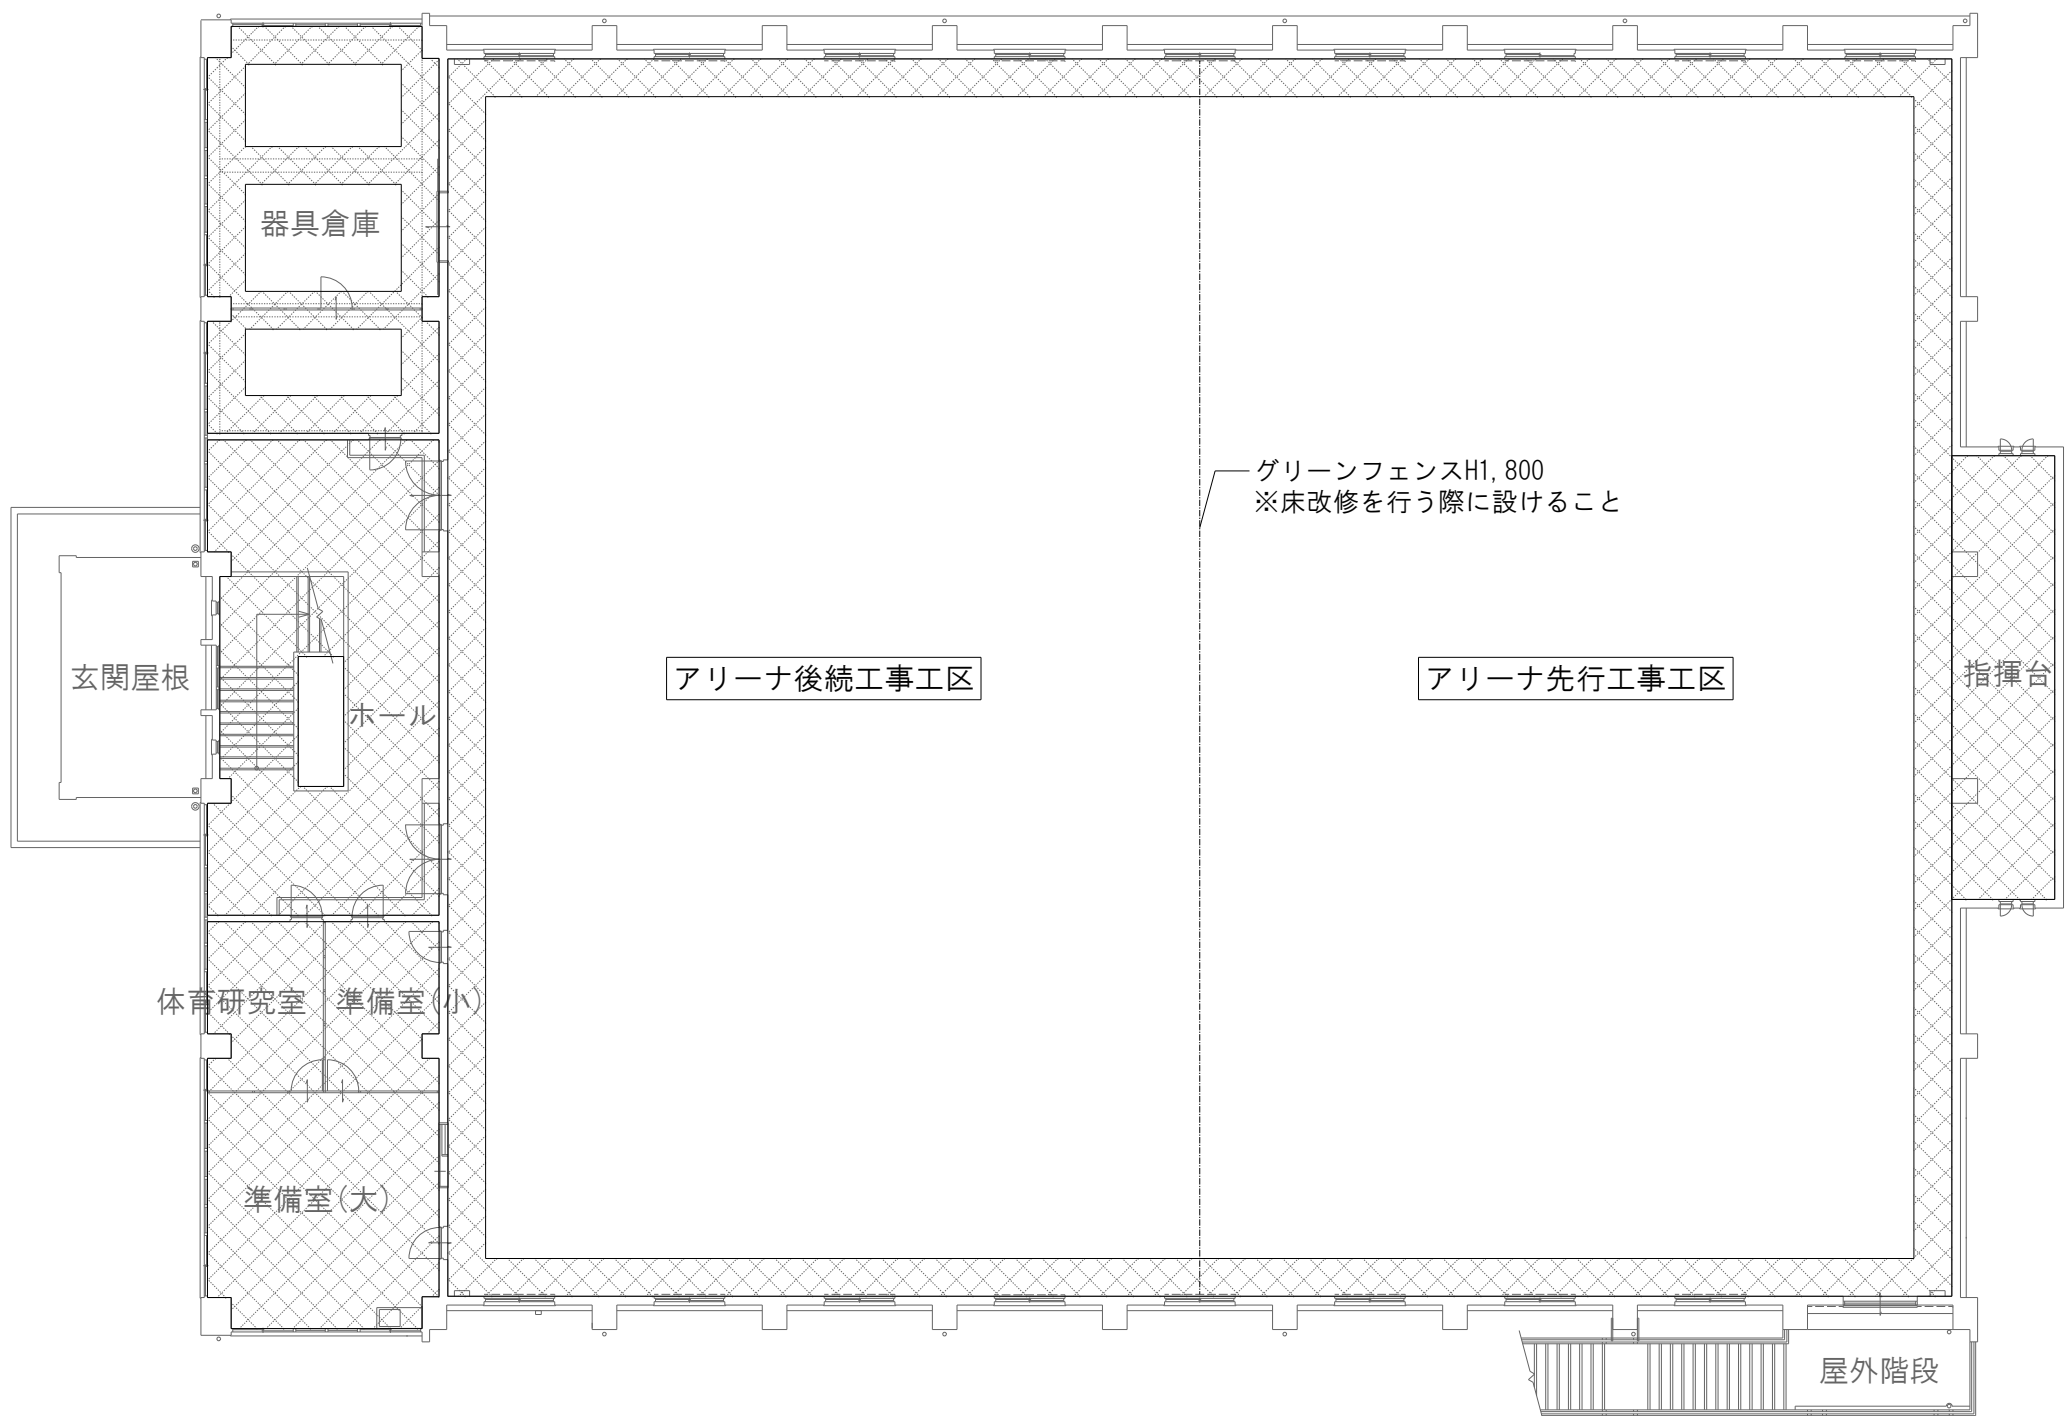 器具倉庫
グリーンフェンスH1,800
※床改修を行う際に設けること
玄関屋根
ホール
アリーナ後続工事工区
アリーナ先行工事工区
指揮台
体育研究室
準備室(小)
準備室(大)
屋外階段